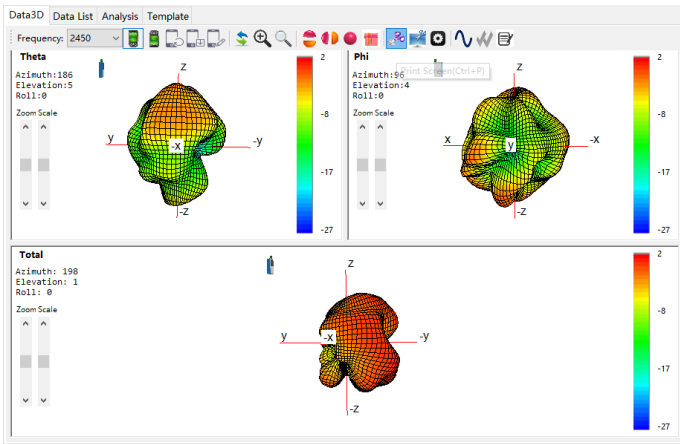 Data3D Data List Analysis Template
Frequency: 2450
Theta
Azimuth:186
Elevation:5
Roll:0
Zoom Scale
z
y
-x
-y
-z
2
-8
-17
-27
Phi
Azimuth:96
Print Screen(Ctrl+P)
Elevation:4
Roll:0
Zoom Scale
z
x
y
-x
-z
2
-8
-17
-27
Total
Azimuth: 198
Elevation: 1
Roll: 0
Zoom Scale
z
y
-x
-y
-z
2
-8
-17
-27